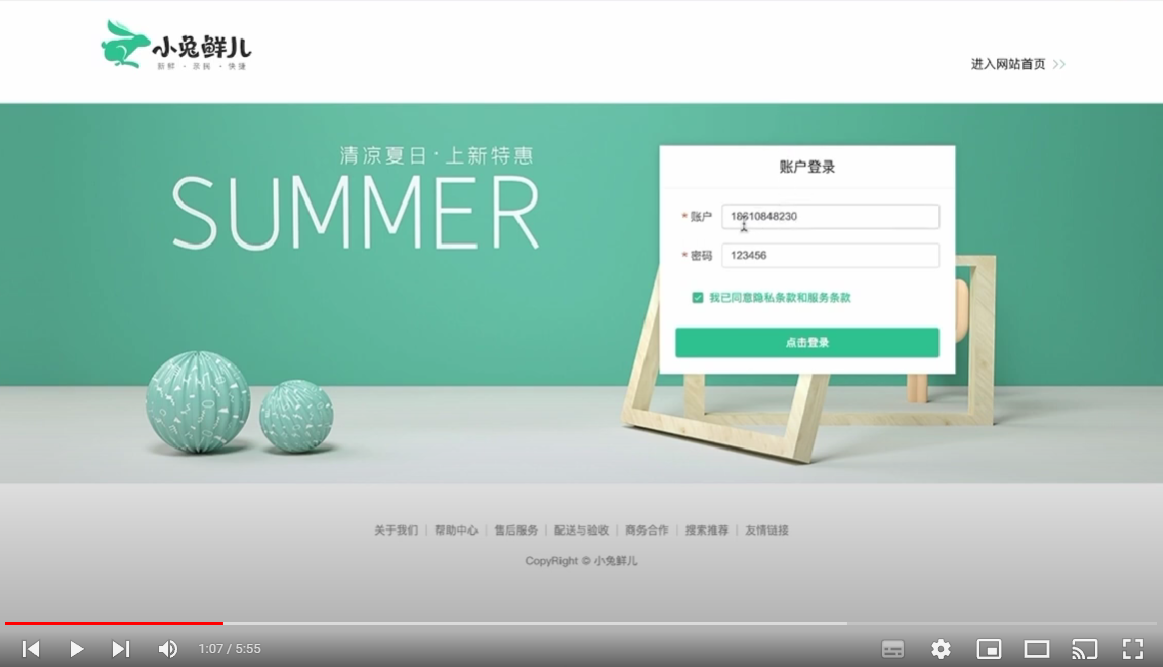 小兔鲜儿
新鲜 · 亲民 · 快捷
进入网站首页 >>
清凉夏日·上新特惠
SUMMER
账户登录
* 账户 18610848230
* 密码 123456
我已同意隐私条款和服务条款
点击登录
关于我们 | 帮助中心 | 售后服务 | 配送与验收 | 商务合作 | 搜索推荐 | 友情链接
CopyRight © 小兔鲜儿
1:07 / 5:55